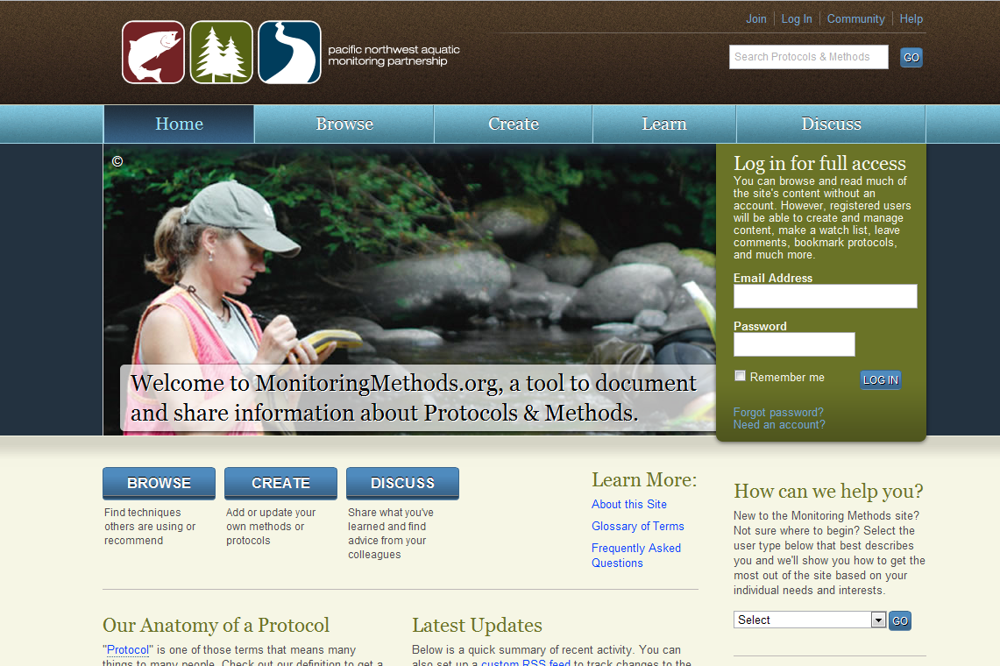 Join
Log In
Community
Help
pacific northwest aquatic
monitoring partnership
Search Protocols & Methods
GO
Home
Browse
Create
Learn
Discuss
©
Welcome to MonitoringMethods.org, a tool to document
and share information about Protocols & Methods.
Log in for full access
You can browse and read much of
the site's content without an
account. However, registered users
will be able to create and manage
content, make a watch list, leave
comments, bookmark protocols,
and much more.
Email Address
Password
Remember me
LOG IN
Forgot password?
Need an account?
BROWSE
Find techniques
others are using or
recommend
CREATE
Add or update your
own methods or
protocols
DISCUSS
Share what you've
learned and find
advice from your
colleagues
Learn More:
About this Site
Glossary of Terms
Frequently Asked
Questions
How can we help you?
New to the Monitoring Methods site?
Not sure where to begin? Select the
user type below that best describes
you and we'll show you how to get the
most out of the site based on your
individual needs and interests.
Select
GO
Our Anatomy of a Protocol
"Protocol" is one of those terms that means many
things to many people. Check out our definition to get a
Latest Updates
Below is a quick summary of recent activity. You can
also set up a custom RSS feed to track changes to the